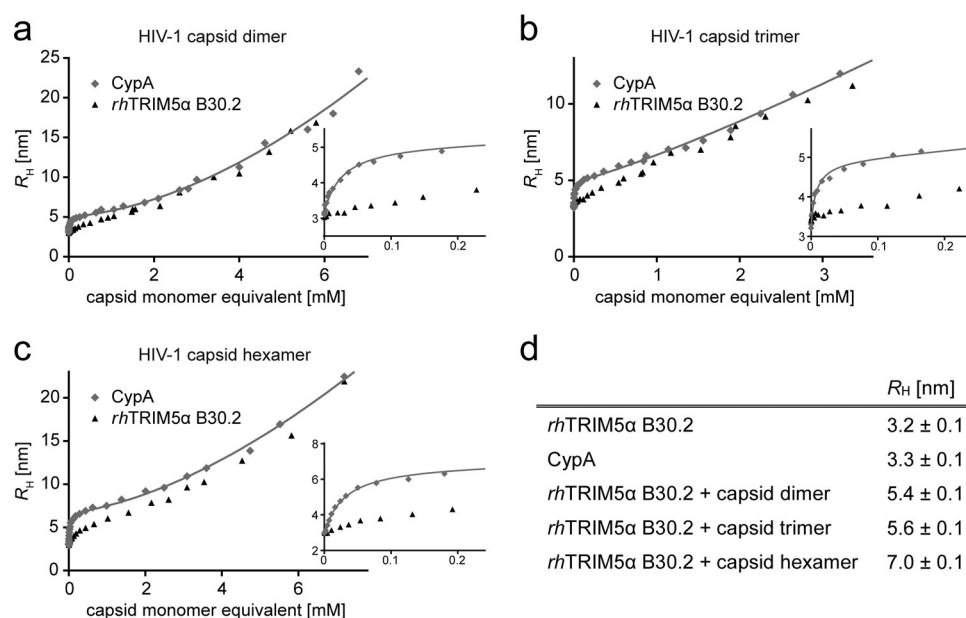 a
HIV-1 capsid dimer
25
20
15
10
5
0
RH [nm]
CypA
rhTRIM5α B30.2
5
4
3
0
0.1
0.2
0
2
4
6
capsid monomer equivalent [mM]
b
HIV-1 capsid trimer
10
5
0
RH [nm]
CypA
rhTRIM5α B30.2
5
4
3
0
0.1
0.2
0
1
2
3
capsid monomer equivalent [mM]
c
HIV-1 capsid hexamer
20
15
10
5
0
RH [nm]
CypA
rhTRIM5α B30.2
8
6
4
2
0
0.1
0.2
0
2
4
6
capsid monomer equivalent [mM]
d
RH [nm]
rhTRIM5α B30.2 3.2 ± 0.1
CypA 3.3 ± 0.1
rhTRIM5α B30.2 + capsid dimer 5.4 ± 0.1
rhTRIM5α B30.2 + capsid trimer 5.6 ± 0.1
rhTRIM5α B30.2 + capsid hexamer 7.0 ± 0.1